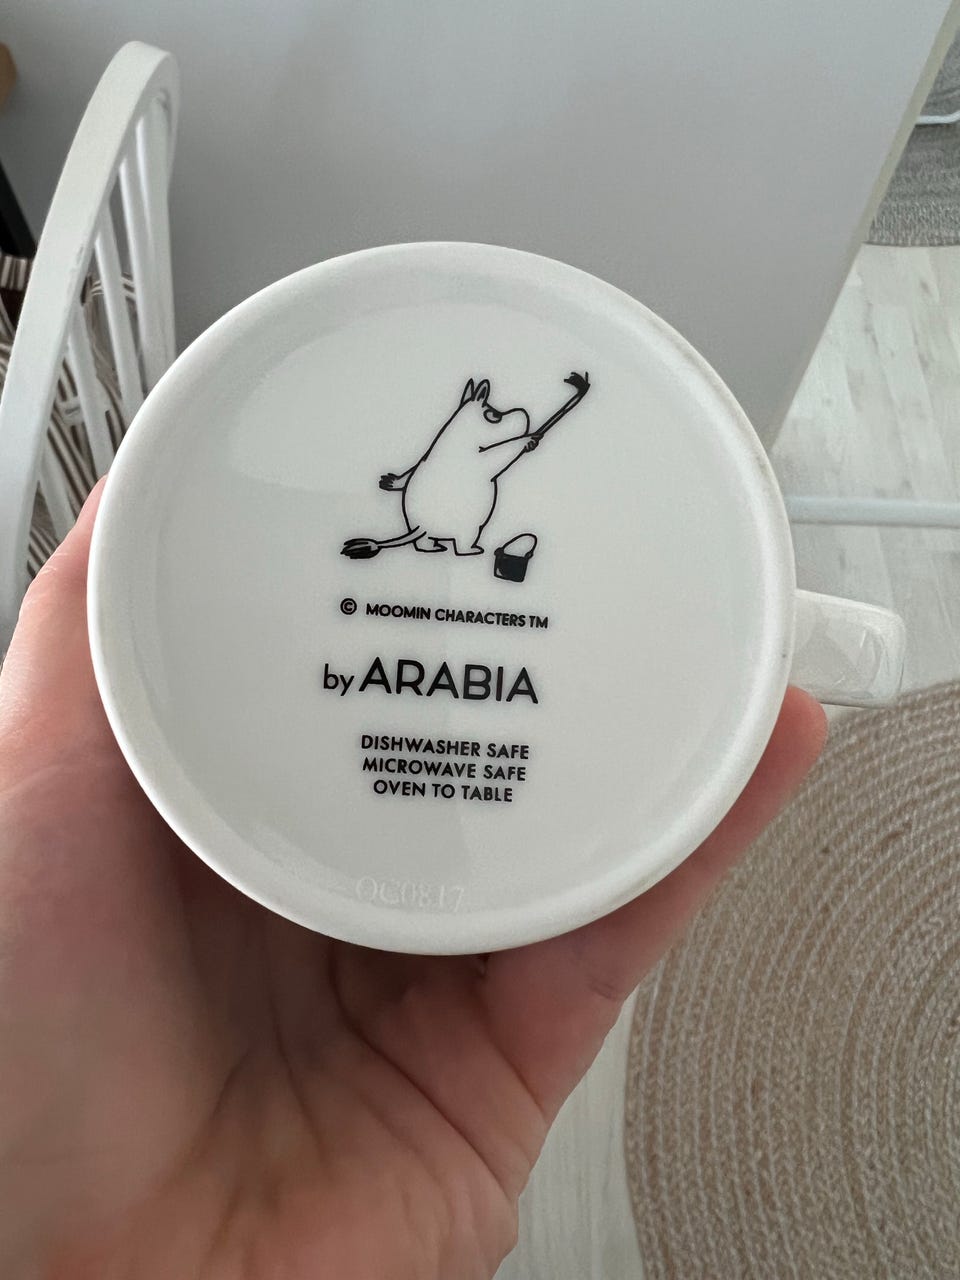 © MOOMIN CHARACTERS TM
by ARABIA
DISHWASHER SAFE
MICROWAVE SAFE
OVEN TO TABLE